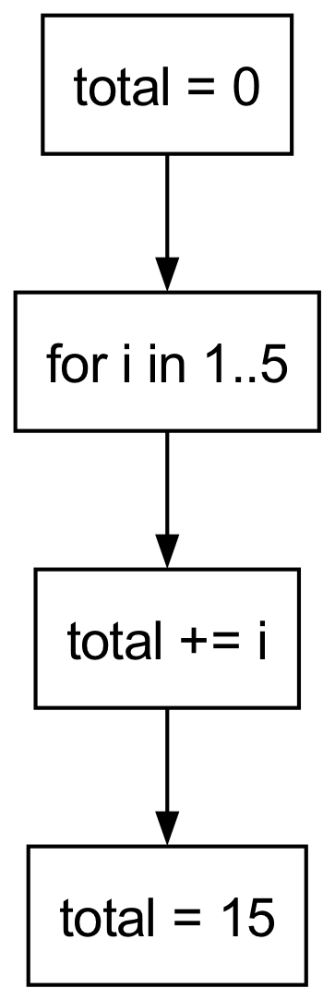 total = 0
for i in 1..5
total += i
total = 15